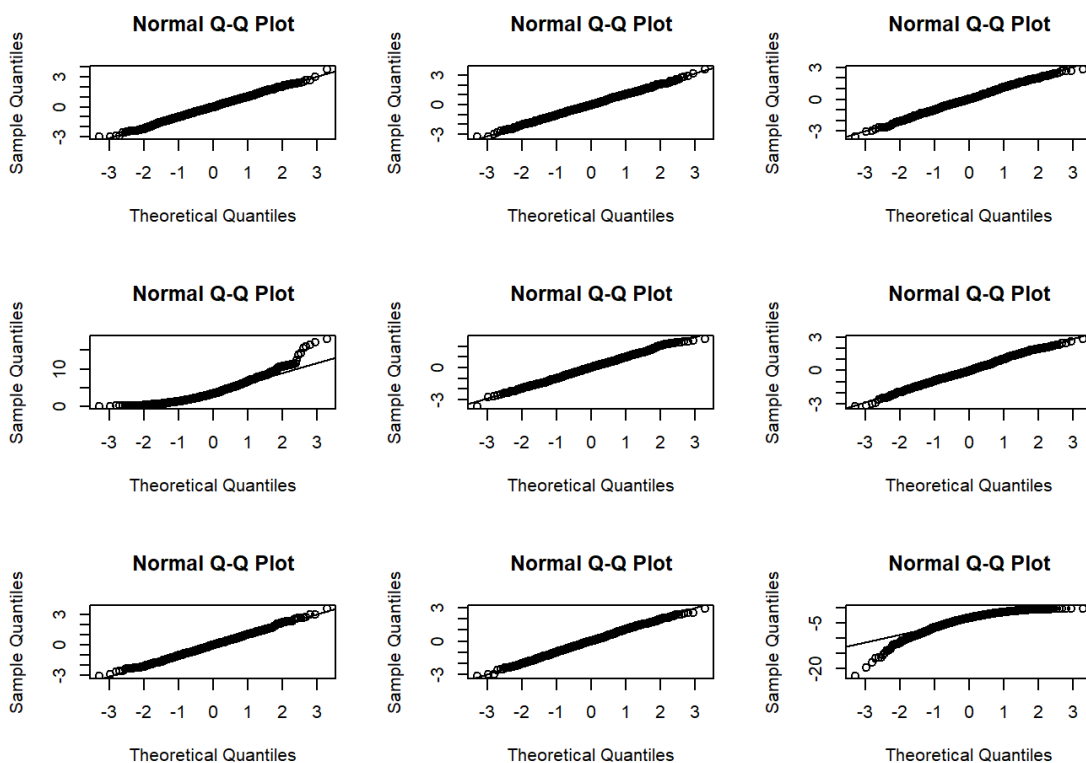 Normal Q-Q Plot Normal Q-Q Plot Normal Q-Q Plot
Sample Quantiles Sample Quantiles Sample Quantiles
3 3 3
0 0 0
-3 -3 -3
-3 -2 -1 0 1 2 3 -3 -2 -1 0 1 2 3 -3 -2 -1 0 1 2 3
Theoretical Quantiles Theoretical Quantiles Theoretical Quantiles
Normal Q-Q Plot Normal Q-Q Plot Normal Q-Q Plot
Sample Quantiles Sample Quantiles Sample Quantiles
10 0 3
0 -3 0
-3
-3 -2 -1 0 1 2 3 -3 -2 -1 0 1 2 3 -3 -2 -1 0 1 2 3
Theoretical Quantiles Theoretical Quantiles Theoretical Quantiles
Normal Q-Q Plot Normal Q-Q Plot Normal Q-Q Plot
Sample Quantiles Sample Quantiles Sample Quantiles
3 3 -5
0 0 -20
-3 -3
-3 -2 -1 0 1 2 3 -3 -2 -1 0 1 2 3 -3 -2 -1 0 1 2 3
Theoretical Quantiles Theoretical Quantiles Theoretical Quantiles